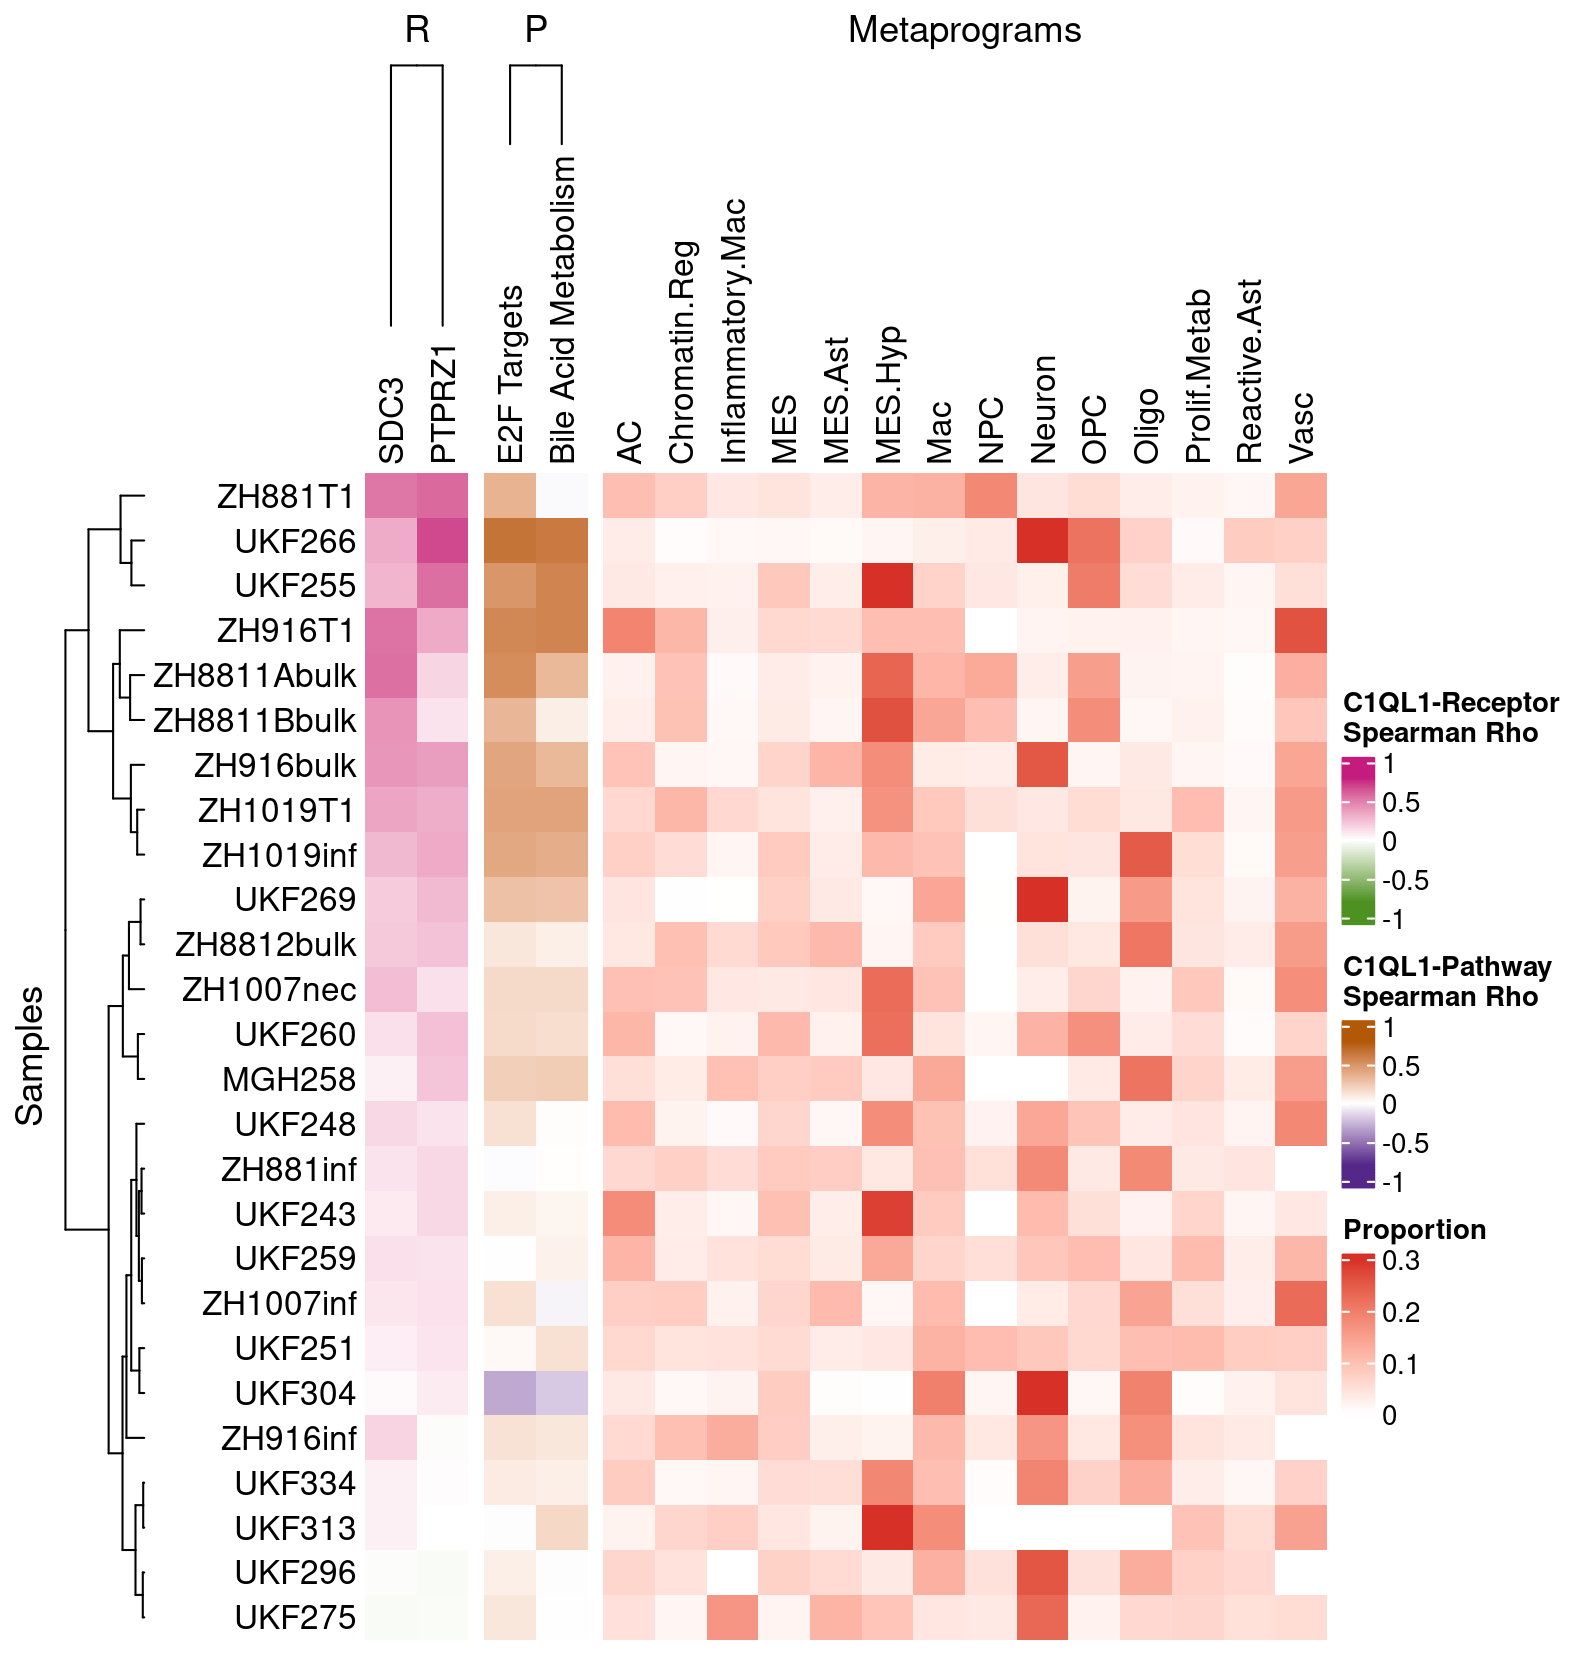 R
P
Metaprograms
SDC3
PTPRZ1
E2F Targets
Bile Acid Metabolism
AC
Chromatin.Reg
Inflammatory.Mac
MES
MES.Ast
MES.Hyp
Mac
NPC
Neuron
OPC
Oligo
Prolif.Metab
Reactive.Ast
Vasc
Samples
ZH881T1
UKF266
UKF255
ZH916T1
ZH8811Abulk
ZH8811Bbulk
ZH916bulk
ZH1019T1
ZH1019inf
UKF269
ZH8812bulk
ZH1007nec
UKF260
MGH258
UKF248
ZH881inf
UKF243
UKF259
ZH1007inf
UKF251
UKF304
ZH916inf
UKF334
UKF313
UKF296
UKF275
C1QL1-Receptor
Spearman Rho
1
0.5
0
-0.5
-1
C1QL1-Pathway
Spearman Rho
1
0.5
0
-0.5
-1
Proportion
0.3
0.2
0.1
0